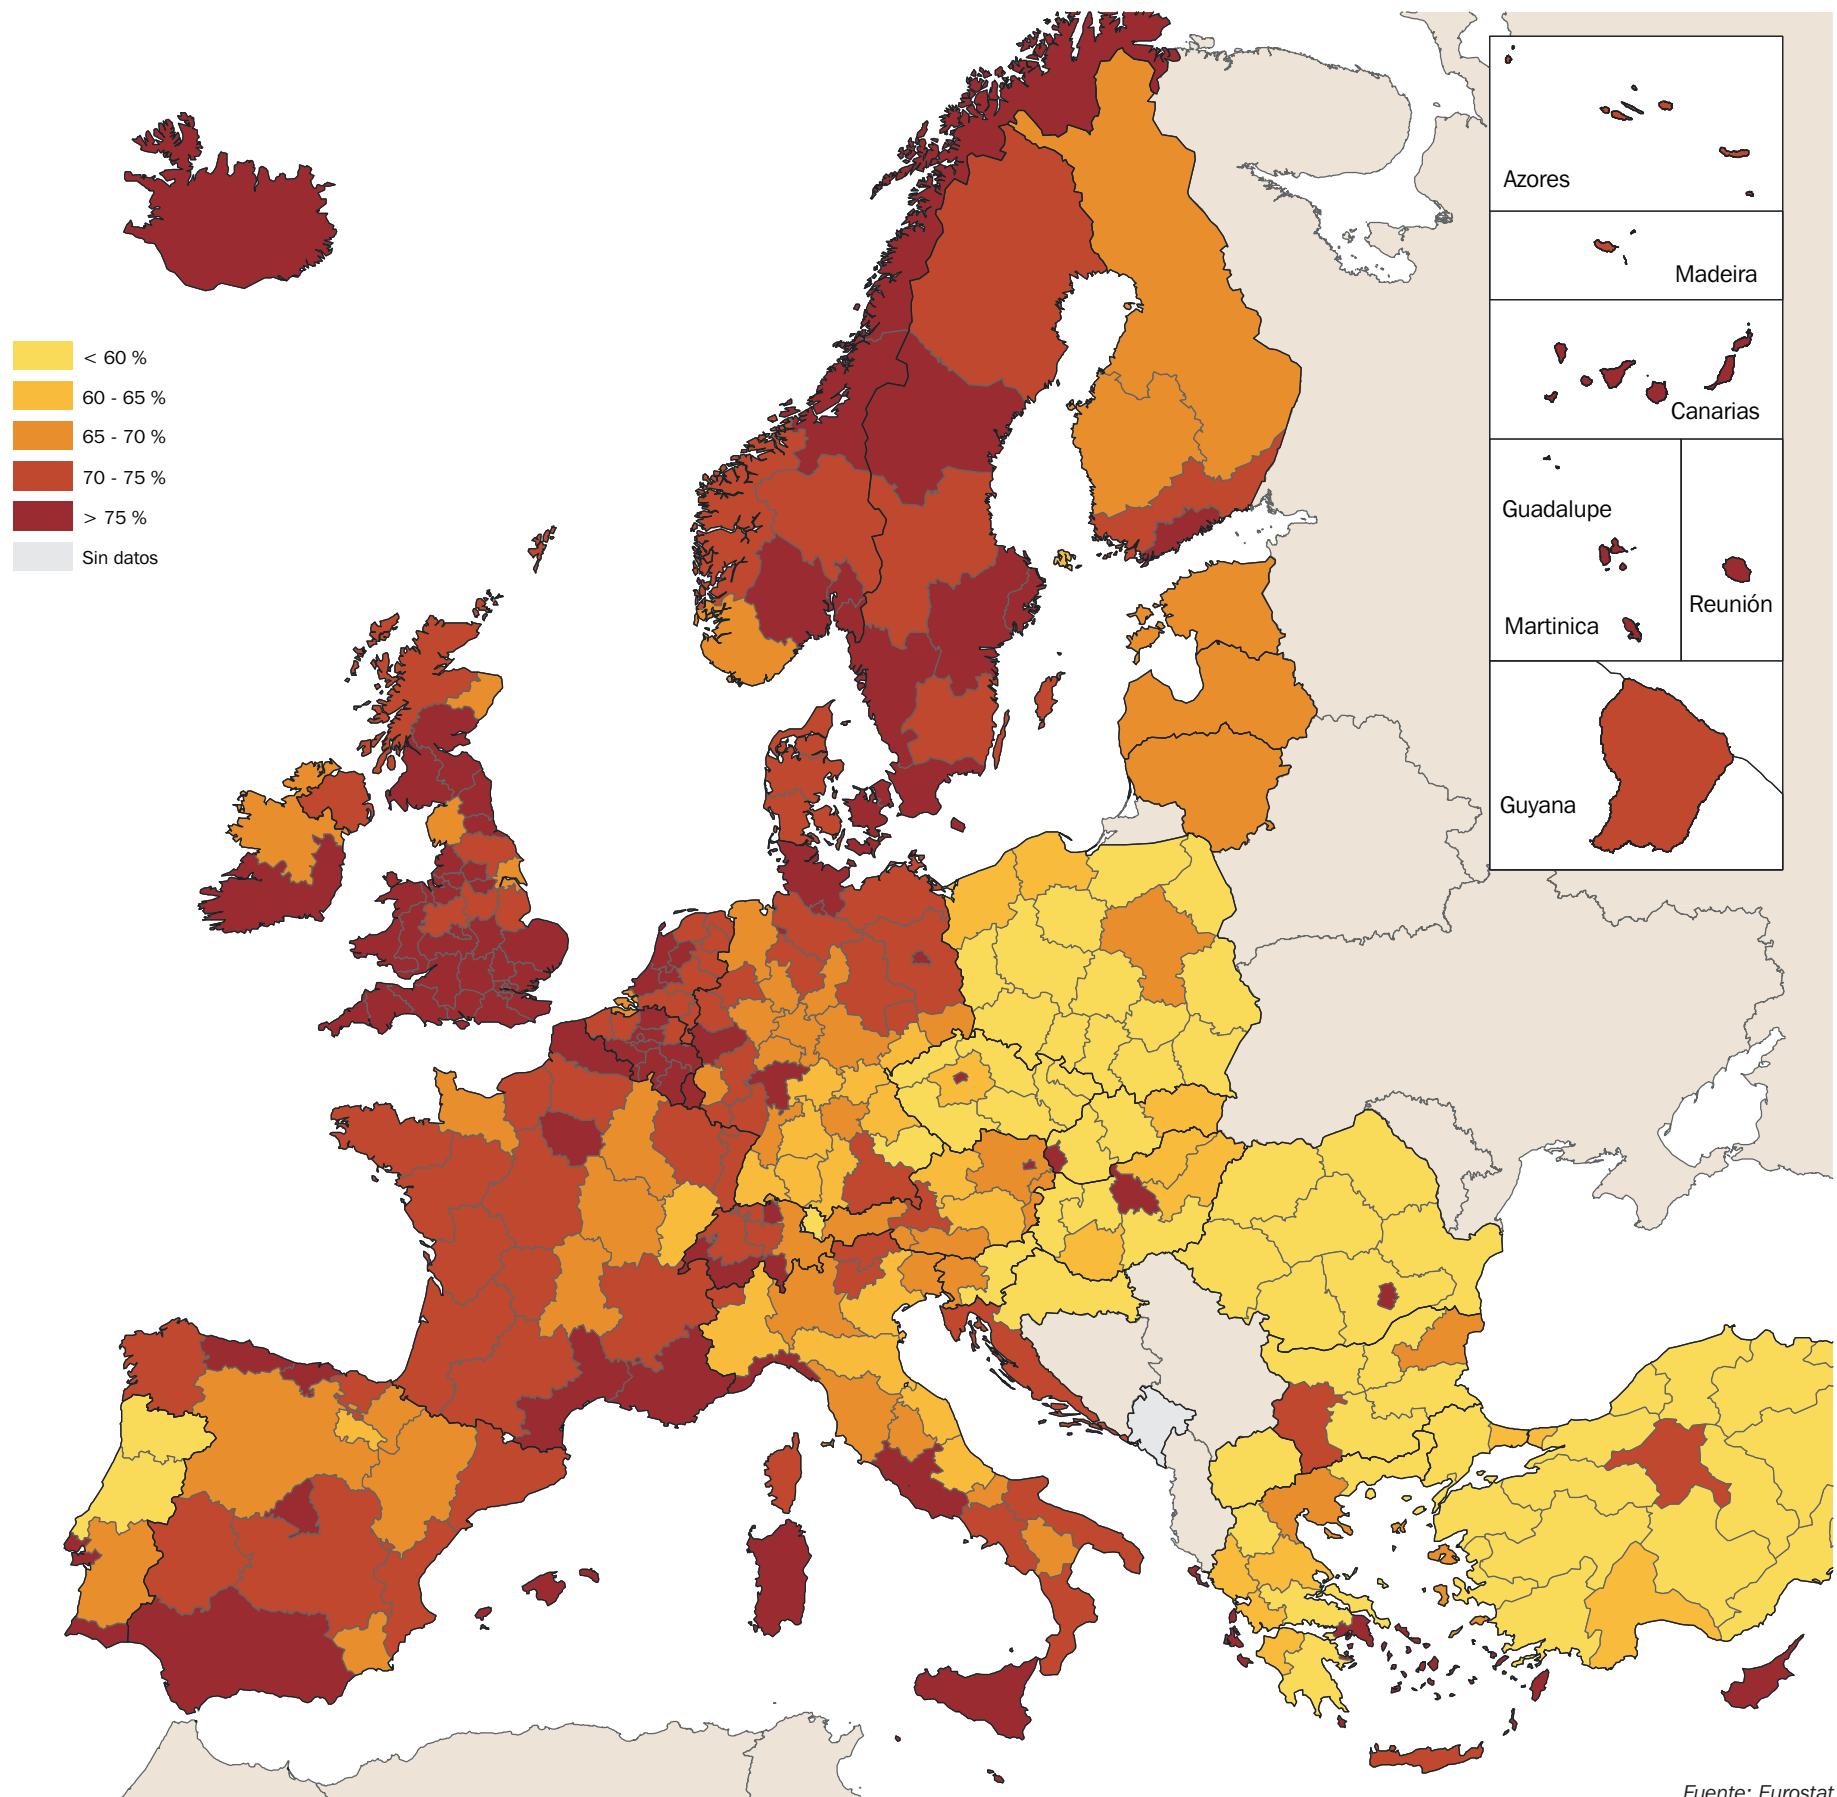 < 60 %
60 - 65 %
65 - 70 %
70 - 75 %
> 75 %
Sin datos
Azores
Madeira
Canarias
Guadalupe
Martinica
Reunión
Guyana
Fuente: Eurostat